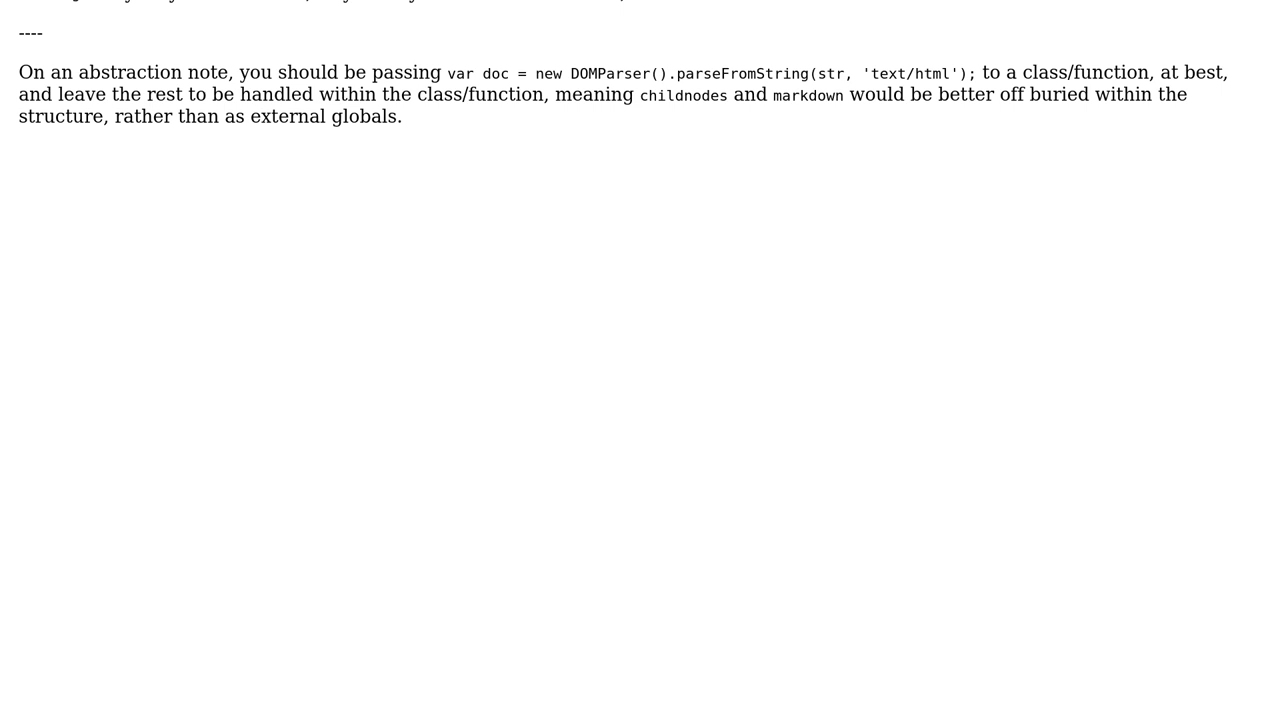 ----
On an abstraction note, you should be passing var doc = new DOMParser().parseFromString(str, 'text/html'); to a class/function, at best,
and leave the rest to be handled within the class/function, meaning childnodes and markdown would be better off buried within the
structure, rather than as external globals.